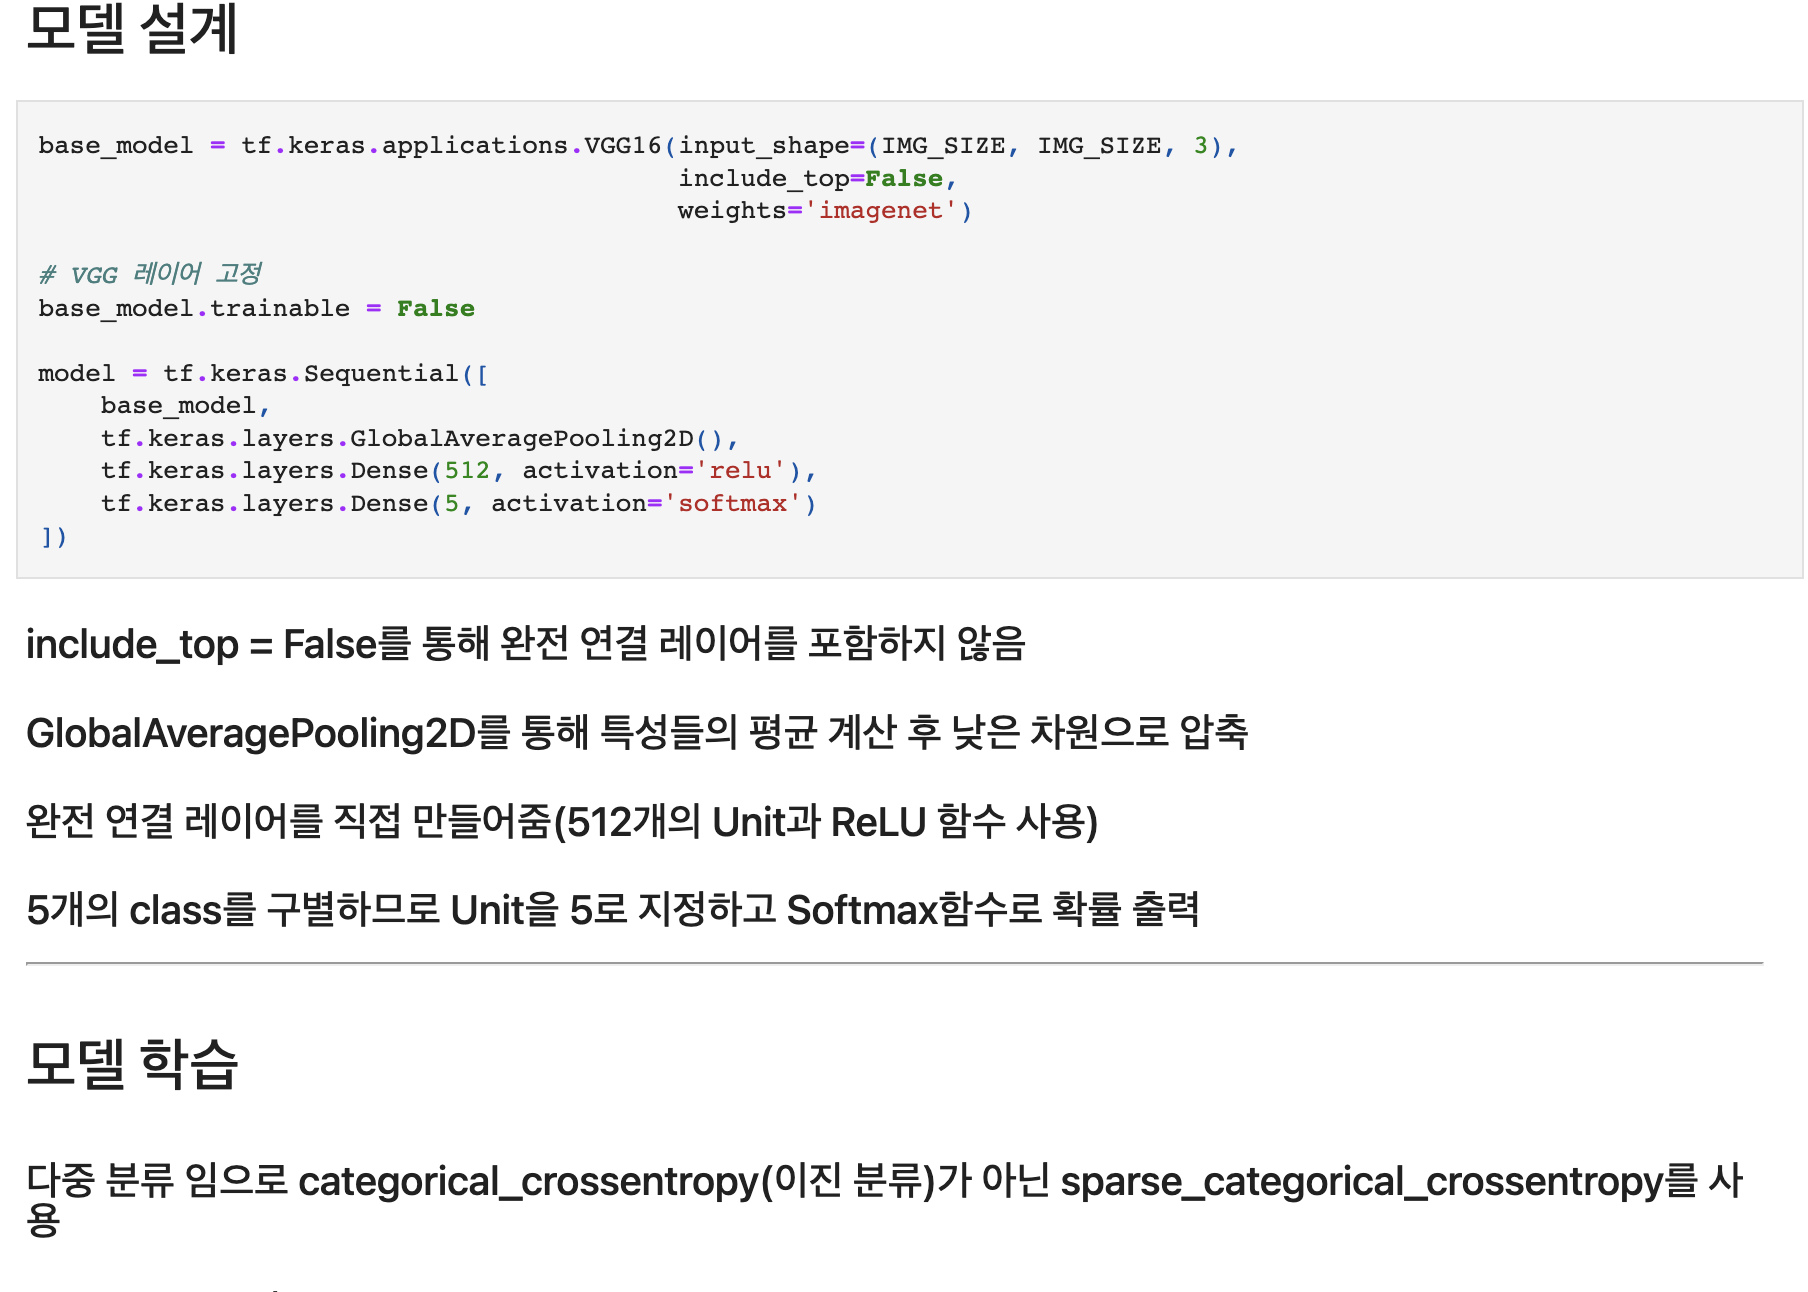 모델 설계
base_model = tf.keras.applications.VGG16(input_shape=(IMG_SIZE, IMG_SIZE, 3),
                                         include_top=False,
                                         weights='imagenet')
# VGG 레이어 고정
base_model.trainable = False
model = tf.keras.Sequential([
    base_model,
    tf.keras.layers.GlobalAveragePooling2D(),
    tf.keras.layers.Dense(512, activation='relu'),
    tf.keras.layers.Dense(5, activation='softmax')
])
include_top = False를 통해 완전 연결 레이어를 포함하지 않음
GlobalAveragePooling2D를 통해 특성들의 평균 계산 후 낮은 차원으로 압축
완전 연결 레이어를 직접 만들어줌(512개의 Unit과 ReLU 함수 사용)
5개의 class를 구별하므로 Unit을 5로 지정하고 Softmax함수로 확률 출력
모델 학습
다중 분류 임으로 categorical_crossentropy(이진 분류)가 아닌 sparse_categorical_crossentropy를 사
용